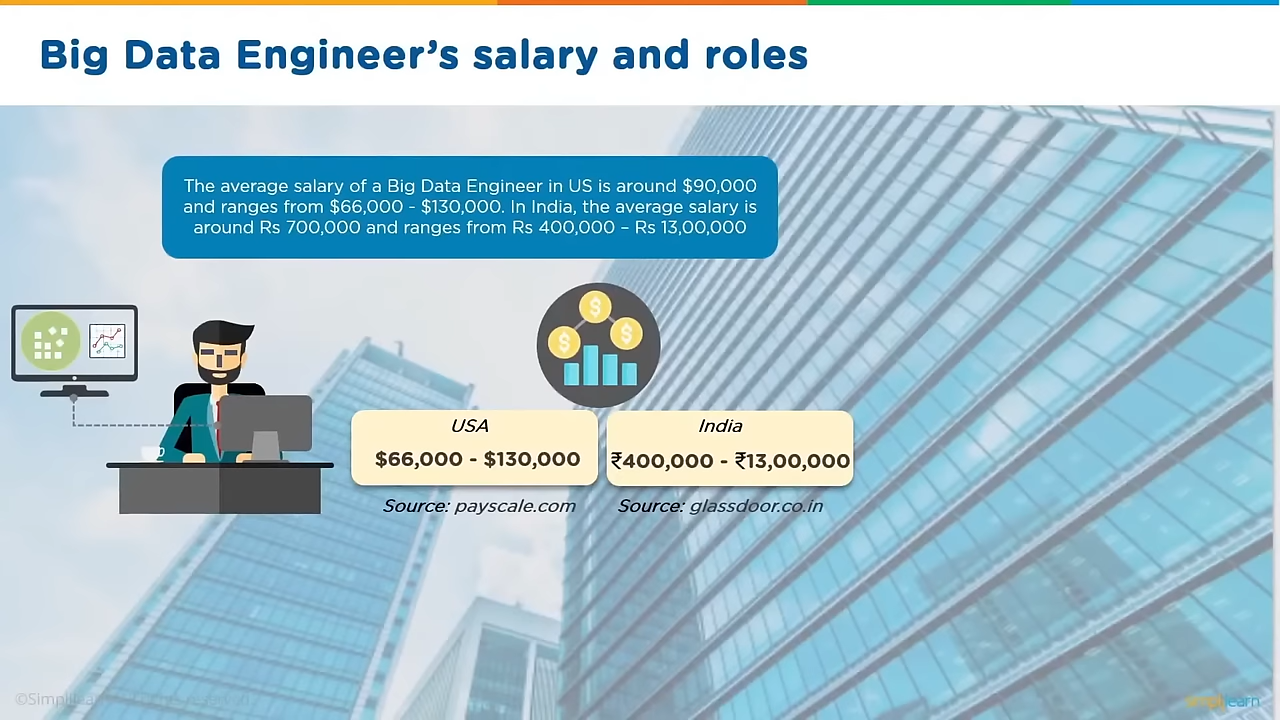 Big Data Engineer’s salary and roles
The average salary of a Big Data Engineer in US is around $90,000
and ranges from $66,000 - $130,000. In India, the average salary is
around Rs 700,000 and ranges from Rs 400,000 – Rs 13,00,000
USA
$66,000 - $130,000
Source: payscale.com
India
₹400,000 - ₹13,00,000
Source: glassdoor.co.in
simplilearn